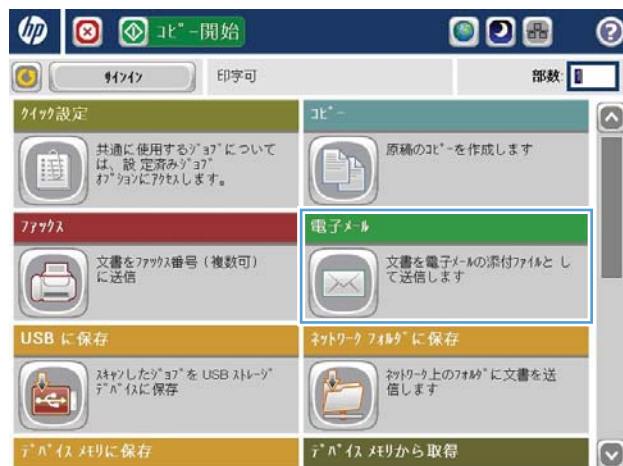 hp
ｺﾋﾟｰ開始
?
ｻｲﾝｲﾝ
印字可
部数:
1
ｸｲｯｸ設定
共通に使用するｼﾞｮﾌﾞについて
は、設 定済みｼﾞｮﾌﾞ
ｵﾌﾟｼｮﾝにｱｸｾｽしま
す。
ｺﾋﾟｰ
原稿のｺﾋﾟｰを作成します
ﾌｧｯｸｽ
文書をﾌｧｯｸｽ番号(複数可)
に送信
電子ﾒｰﾙ
文書を電子ﾒｰﾙの添付ﾌｧｲﾙと し
て送信しま
す
USB に保存
ｽｷｬﾝしたｼﾞｮﾌﾞを USB ｽﾄﾚｰｼﾞ
ﾃﾞﾊﾞｲｽに保存
ﾈｯﾄﾜｰｸ ﾌｫﾙﾀﾞに保存
ﾈｯﾄﾜｰｸ上のﾌｫﾙﾀﾞに文書を送
信します
ﾃﾞﾊﾞｲｽ ﾒﾓﾘに保存
ﾃﾞﾊﾞｲｽ ﾒﾓﾘから取得